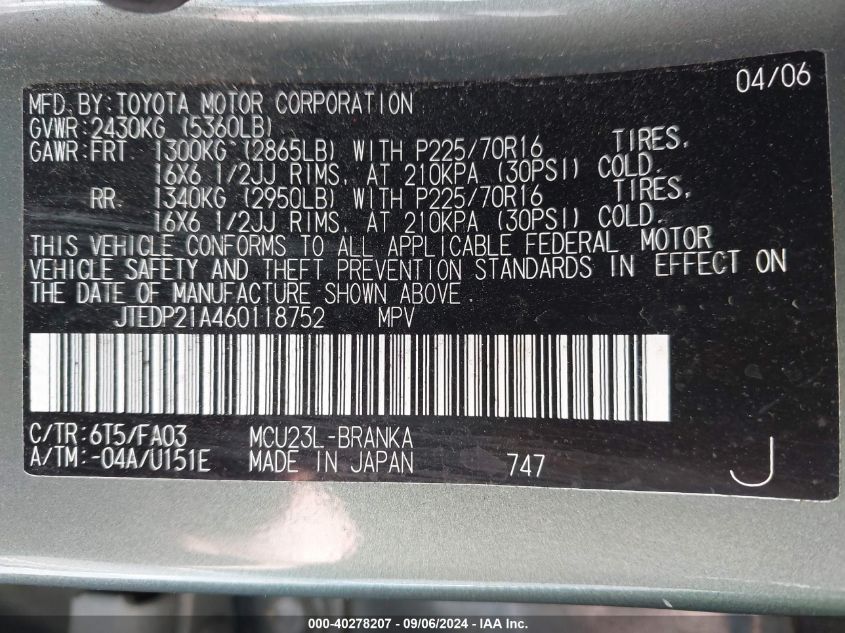 04/06
MFD. BY: TOYOTA MOTOR CORPORATION
GVWR: 2430KG (5360LB)
GAWR: FRT 1300KG (2865LB) WITH P225/70R16 TIRES,
16X6 1/2JJ RIMS, AT 210KPA (30PSI) COLD.
RR 1340KG (2950LB) WITH P225/70R16 TIRES,
16X6 1/2JJ RIMS, AT 210KPA (30PSI) COLD.
THIS VEHICLE CONFORMS TO ALL APPLICABLE FEDERAL MOTOR
VEHICLE SAFETY AND THEFT PREVENTION STANDARDS IN EFFECT ON
THE DATE OF MANUFACTURE SHOWN ABOVE
JTEDP21A460118752 MPV
C/TR: 6T5/FA03 MCU23L-BRANKA
A/TM: -04A/U151E MADE IN JAPAN 747 J
000-40278207 - 09/06/2024 - © IAA, Inc.